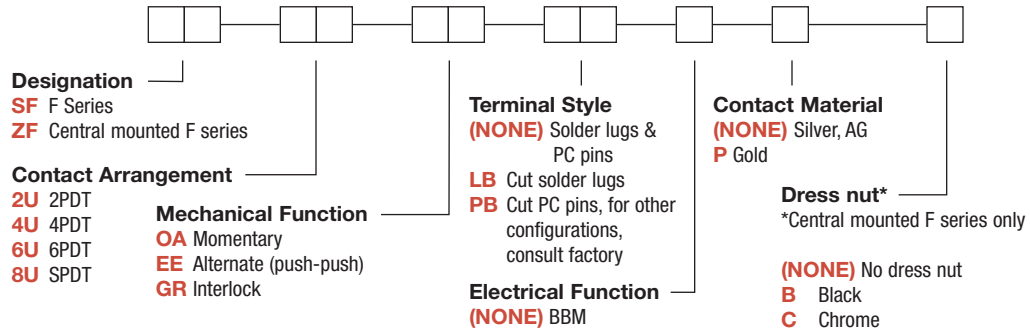 Designation
SF F Series
ZF Central mounted F series
Contact Arrangement
2U 2PDT
4U 4PDT
6U 6PDT
8U SPDT
Mechanical Function
OA Momentary
EE Alternate (push-push)
GR Interlock
Terminal Style
(NONE) Solder lugs &
PC pins
LB Cut solder lugs
PB Cut PC pins, for other
configurations,
consult factory
Electrical Function
(NONE) BBM
Contact Material
(NONE) Silver, AG
P Gold
Dress nut*
*Central mounted F series only
(NONE) No dress nut
B Black
C Chrome